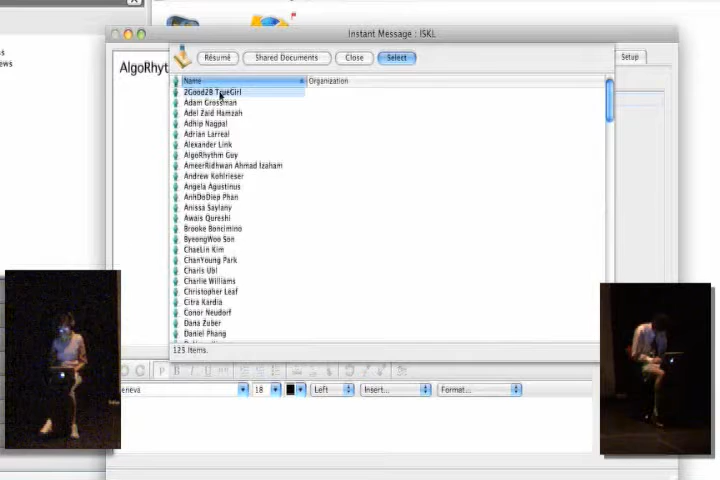 Instant Message : ISKL
Résumé Shared Documents Close Select
Setup
AlgoRhyt
Name Organization
2Good2B TrueGirl
Adam Grossman
Adel Zaid Hamzah
Adhip Nagpal
Adrian Larreal
Alexander Link
AlgoRhythm Guy
AmeerRidhwan Ahmad Izaham
Andrew Kohlrieser
Angela Agustinus
AnhDoDiep Phan
Anissa Saylany
Awais Qureshi
Brooke Boncimino
ByeongWoo Son
ChaeLin Kim
ChanYoung Park
Charis Ubl
Charlie Williams
Christopher Leaf
Citra Kardia
Conor Neudorf
Dana Zuber
Daniel Phang
125 Items.
eneva 18 Left Insert... Format...